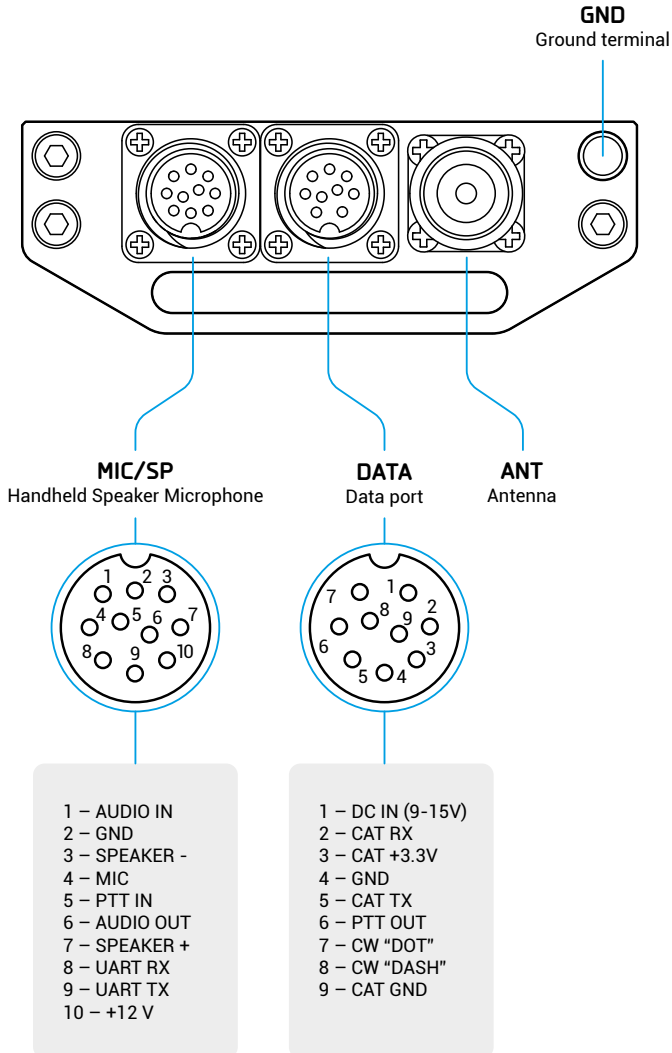 GND
Ground terminal
MIC/SP
Handheld Speaker Microphone
DATA
Data port
ANT
Antenna
1 2 3
4 5 6 7
8 9 10
7 1
8 9 2
6 3
5 4
1 – AUDIO IN
2 – GND
3 – SPEAKER -
4 – MIC
5 – PTT IN
6 – AUDIO OUT
7 – SPEAKER +
8 – UART RX
9 – UART TX
10 – +12 V
1 – DC IN (9-15V)
2 – CAT RX
3 – CAT +3.3V
4 – GND
5 – CAT TX
6 – PTT OUT
7 – CW “DOT”
8 – CW “DASH”
9 – CAT GND